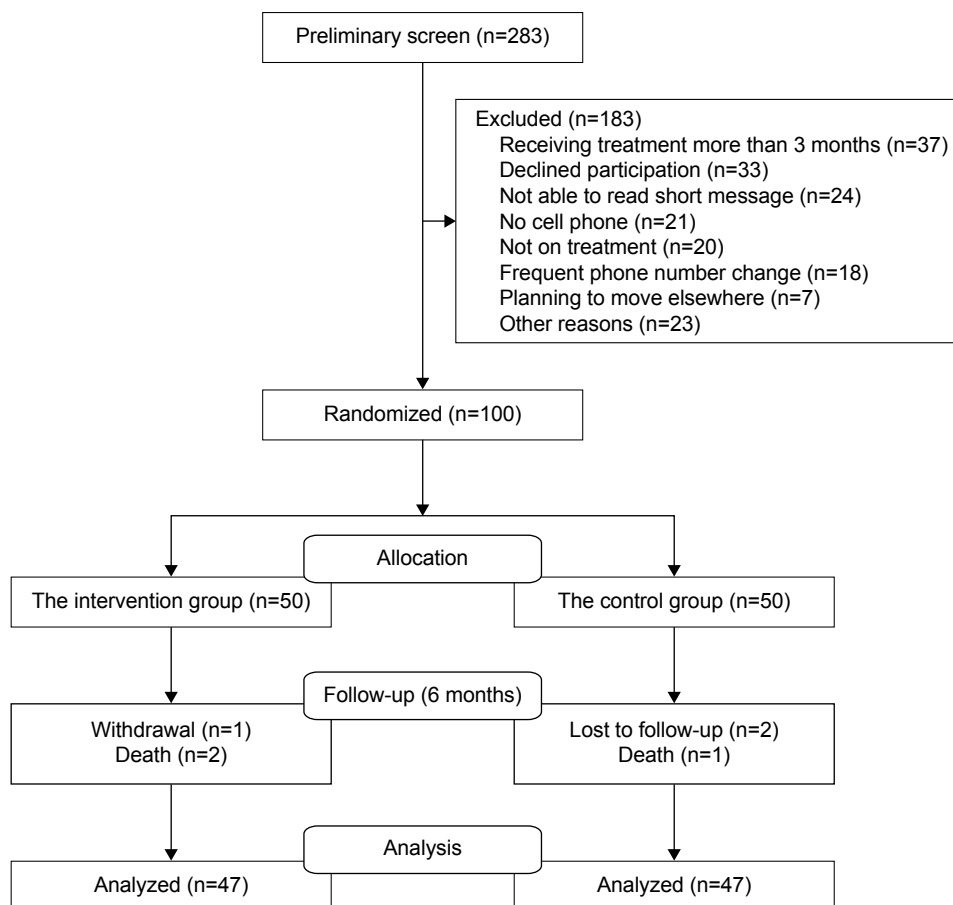 Preliminary screen (n=283)
Excluded (n=183)
Receiving treatment more than 3 months (n=37)
Declined participation (n=33)
Not able to read short message (n=24)
No cell phone (n=21)
Not on treatment (n=20)
Frequent phone number change (n=18)
Planning to move elsewhere (n=7)
Other reasons (n=23)
Randomized (n=100)
Allocation
The intervention group (n=50)
The control group (n=50)
Follow-up (6 months)
Withdrawal (n=1)
Death (n=2)
Lost to follow-up (n=2)
Death (n=1)
Analysis
Analyzed (n=47)
Analyzed (n=47)